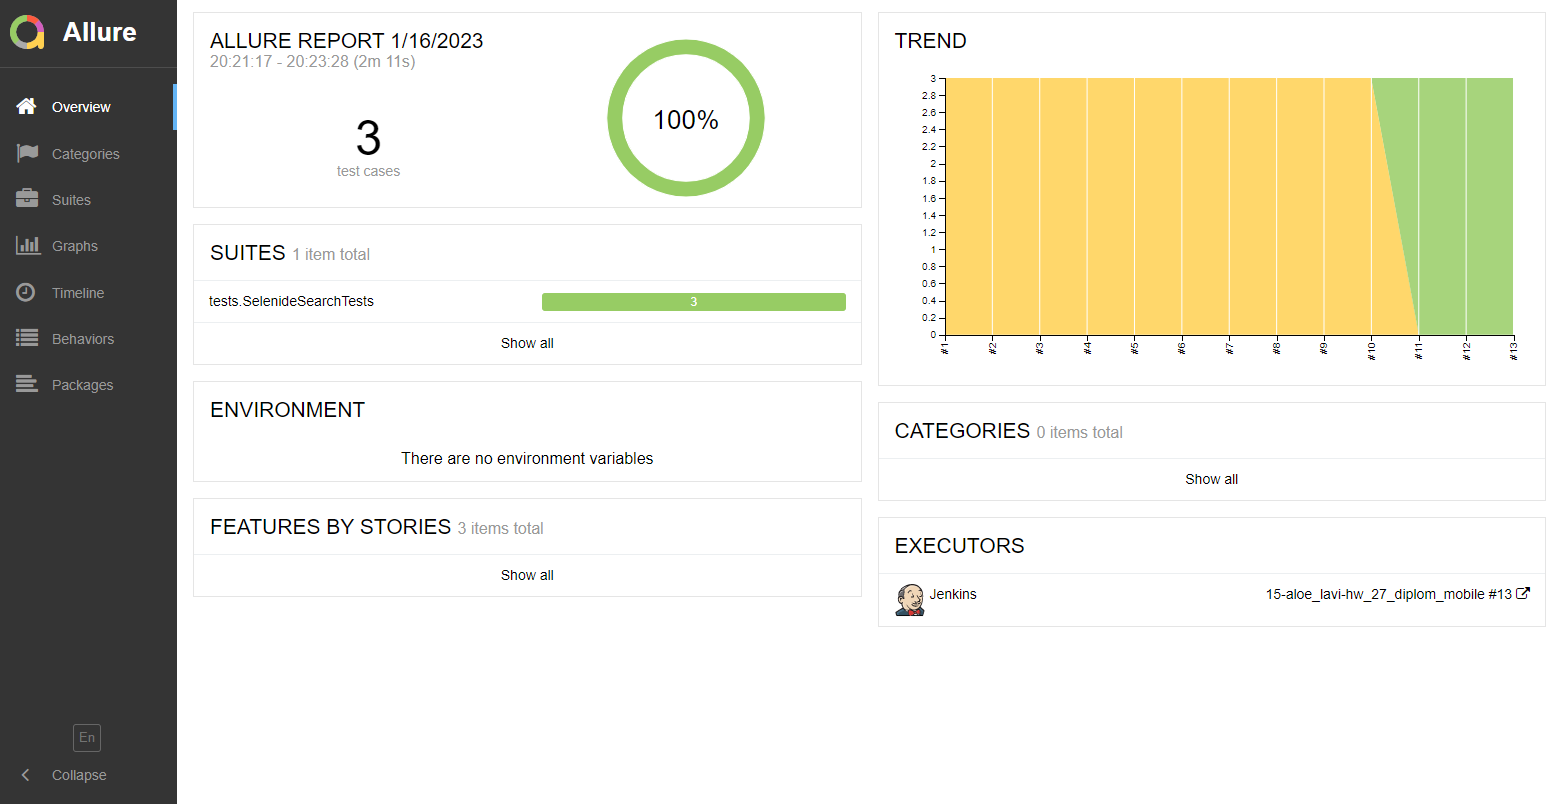 Allure
Overview
Categories
Suites
Graphs
Timeline
Behaviors
Packages
En
Collapse
ALLURE REPORT 1/16/2023
20:21:17 - 20:23:28 (2m 11s)
3
test cases
100%
SUITES 1 item total
tests.SelenideSearchTests 3
Show all
ENVIRONMENT
There are no environment variables
FEATURES BY STORIES 3 items total
Show all
TREND
3
2.8
2.6
2.4
2.2
2
1.8
1.6
1.4
1.2
1
0.8
0.6
0.4
0.2
0
#1 #2 #3 #4 #5 #6 #7 #8 #9 #10 #11 #12 #13
CATEGORIES 0 items total
Show all
EXECUTORS
Jenkins 15-aloe_lavi-hw_27_diplom_mobile #13